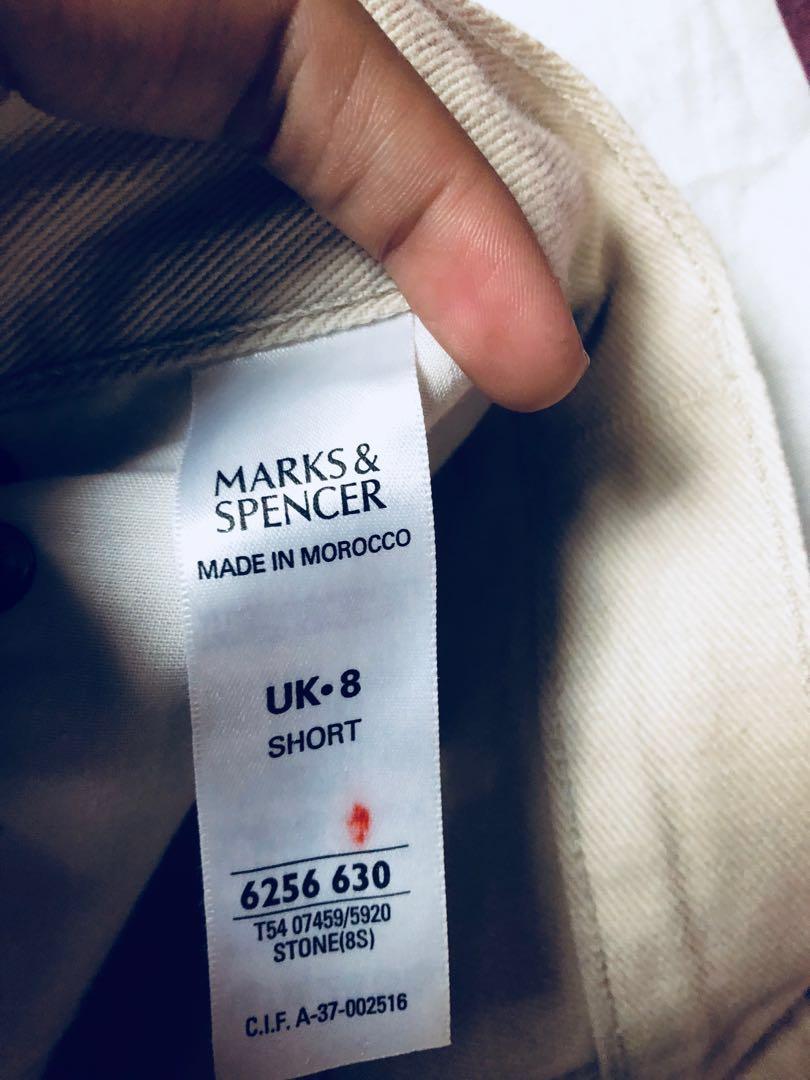 MARKS &
SPENCER
MADE IN MOROCCO
UK•8
SHORT
6256 630
T54 07459/5920
STONE(8S)
C.I.F. A-37-002516